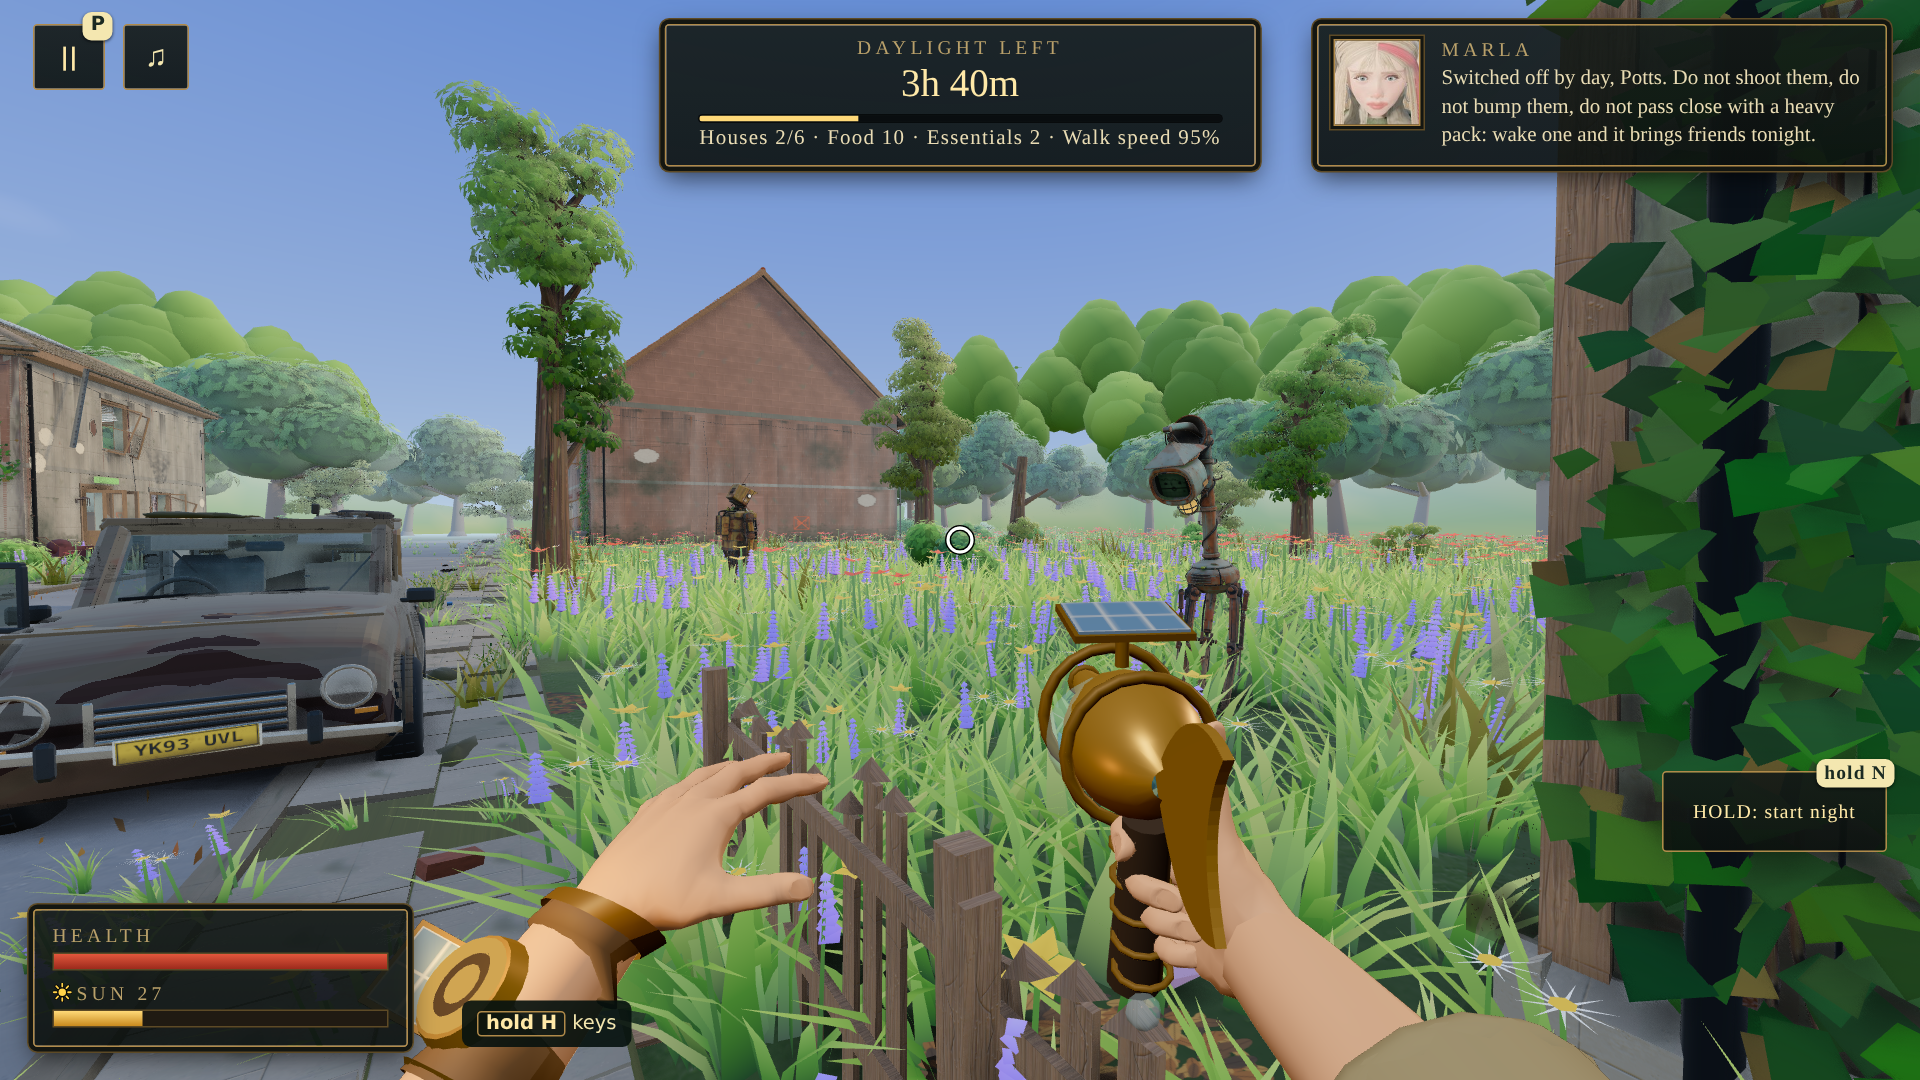 P
DAYLIGHT LEFT
3h 40m
Houses 2/6 · Food 10 · Essentials 2 · Walk speed 95%
MARLA
Switched off by day, Potts. Do not shoot them, do
not bump them, do not pass close with a heavy
pack: wake one and it brings friends tonight.
YK93 UVL
hold N
HOLD: start night
HEALTH
SUN 27
hold H keys